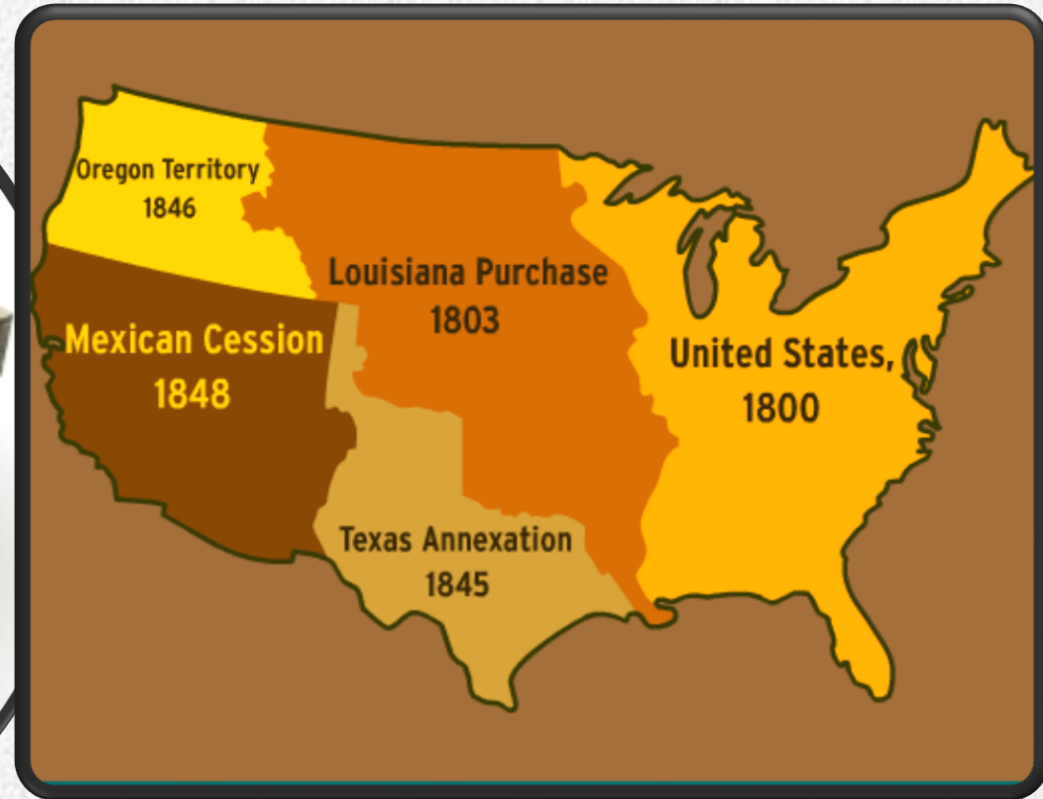 Oregon Territory
1846
Louisiana Purchase
1803
Mexican Cession
1848
United States,
1800
Texas Annexation
1845